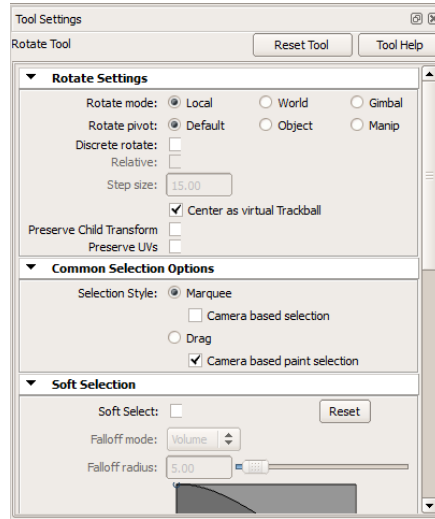 Tool Settings
Rotate Tool Reset Tool Tool Help
Rotate Settings
Rotate mode: Local World Gimbal
Rotate pivot: Default Object Manip
Discrete rotate:
Relative:
Step size: 15.00
Center as virtual Trackball
Preserve Child Transform
Preserve UVs
Common Selection Options
Selection Style: Marquee
Camera based selection
Drag
Camera based paint selection
Soft Selection
Soft Select: Reset
Falloff mode: Volume
Falloff radius: 5.00